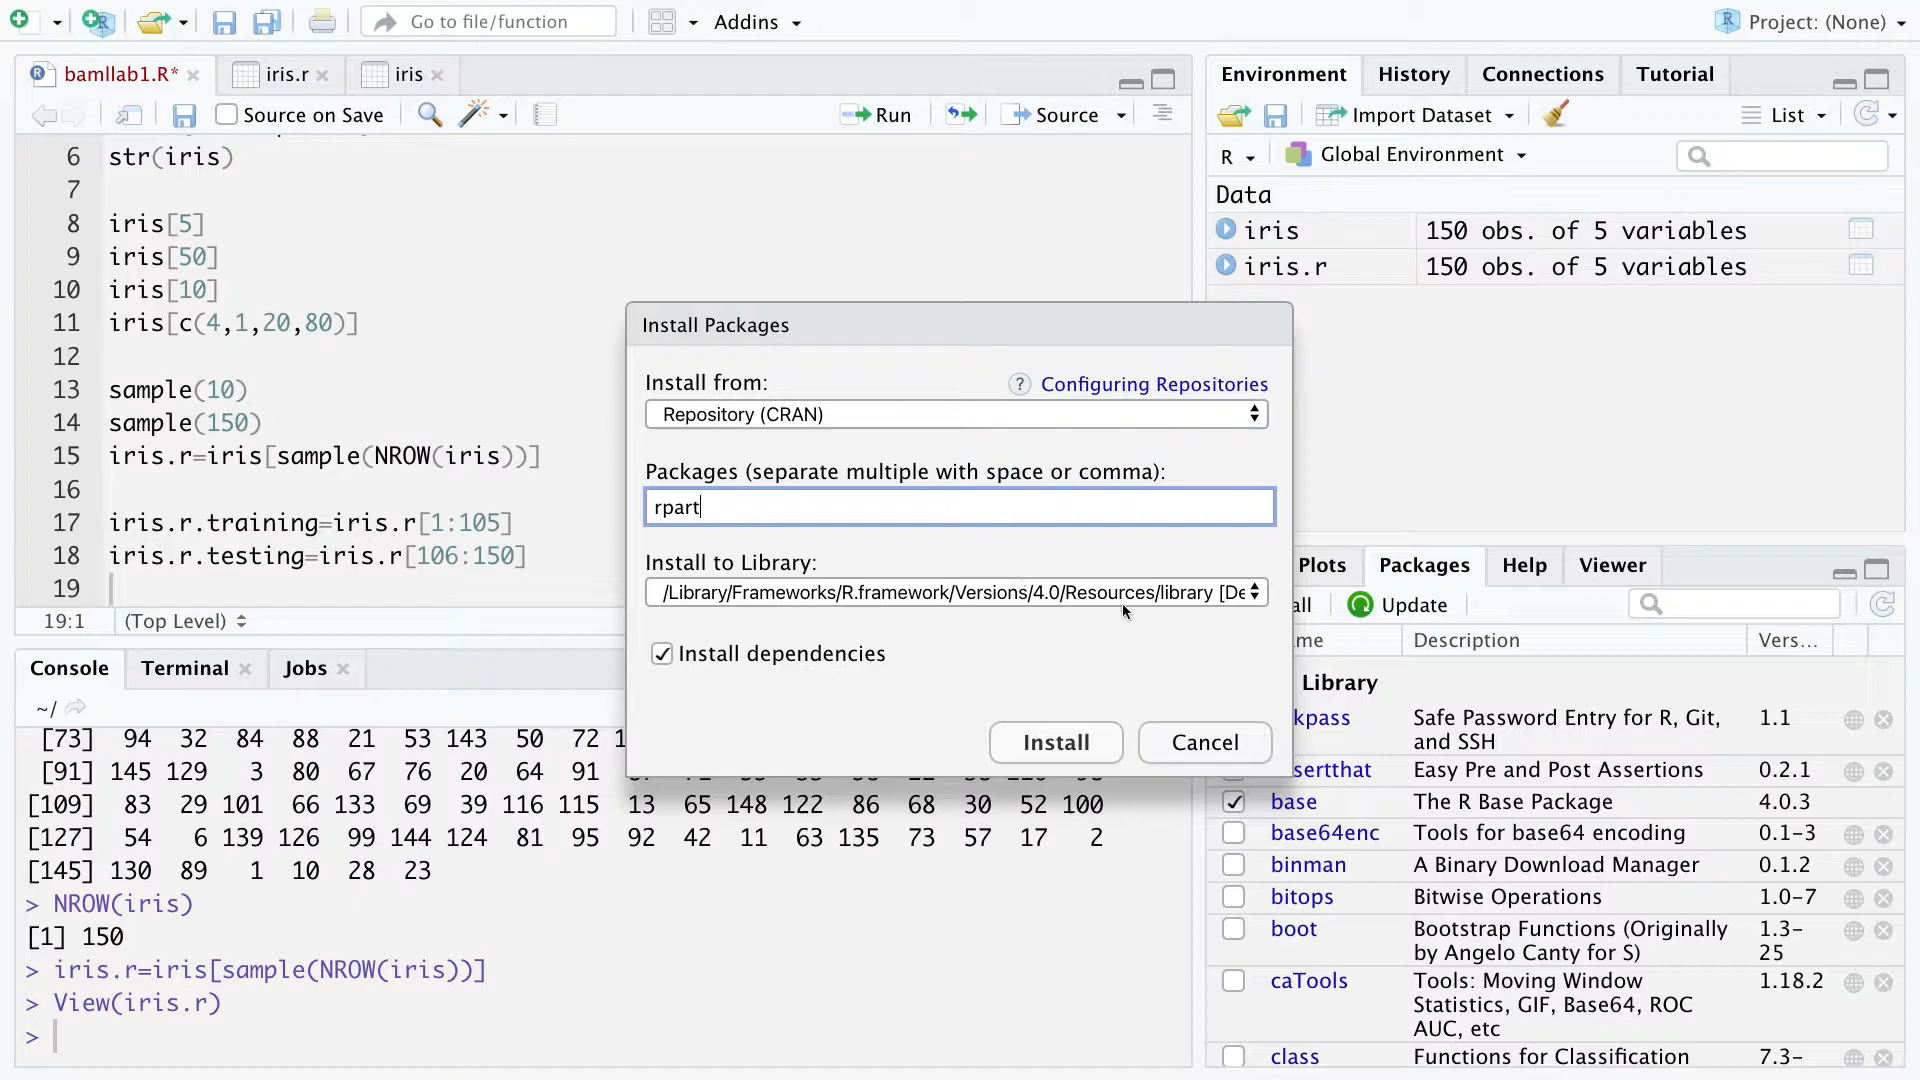 Go to file/function
Addins
Project: (None)
bamllab1.R*
iris.r
iris
Source on Save
Run
Source
6 str(iris)
7
8 iris[5]
9 iris[50]
10 iris[10]
11 iris[c(4,1,20,80)]
12
13 sample(10)
14 sample(150)
15 iris.r=iris[sample(NROW(iris))]
16
17 iris.r.training=iris.r[1:105]
18 iris.r.testing=iris.r[106:150]
19
19:1 (Top Level)
Console Terminal Jobs
~/
[73] 94 32 84 88 21 53 143 50 72
[91] 145 129 3 80 67 76 20 64 91
[109] 83 29 101 66 133 69 39 116 115 13 65 148 122 86 68 30 52 100
[127] 54 6 139 126 99 144 124 81 95 92 42 11 63 135 73 57 17 2
[145] 130 89 1 10 28 23
> NROW(iris)
[1] 150
> iris.r=iris[sample(NROW(iris))]
> View(iris.r)
>
Install Packages
Install from:
? Configuring Repositories
Repository (CRAN)
Packages (separate multiple with space or comma):
rpart
Install to Library:
/Library/Frameworks/R.framework/Versions/4.0/Resources/library [De
Install dependencies
Install Cancel
Environment History Connections Tutorial
Import Dataset
List
R Global Environment
Data
iris 150 obs. of 5 variables
iris.r 150 obs. of 5 variables
Plots Packages Help Viewer
all Update
me Description Vers...
Library
kpass Safe Password Entry for R, Git, 1.1
and SSH
sertthat Easy Pre and Post Assertions 0.2.1
base The R Base Package 4.0.3
base64enc Tools for base64 encoding 0.1-3
binman A Binary Download Manager 0.1.2
bitops Bitwise Operations 1.0-7
boot Bootstrap Functions (Originally 1.3-
by Angelo Canty for S) 25
caTools Tools: Moving Window 1.18.2
Statistics, GIF, Base64, ROC
AUC, etc
class Functions for Classification 7.3-